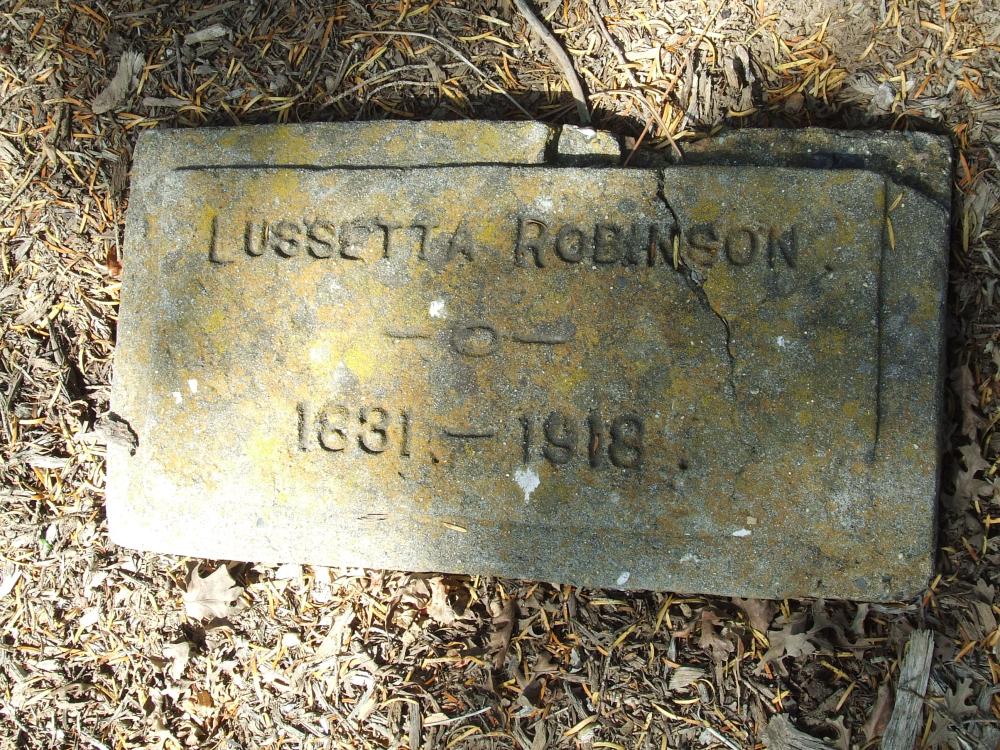 LUSSETTA ROBINSON.
—o—
1831.—1918.